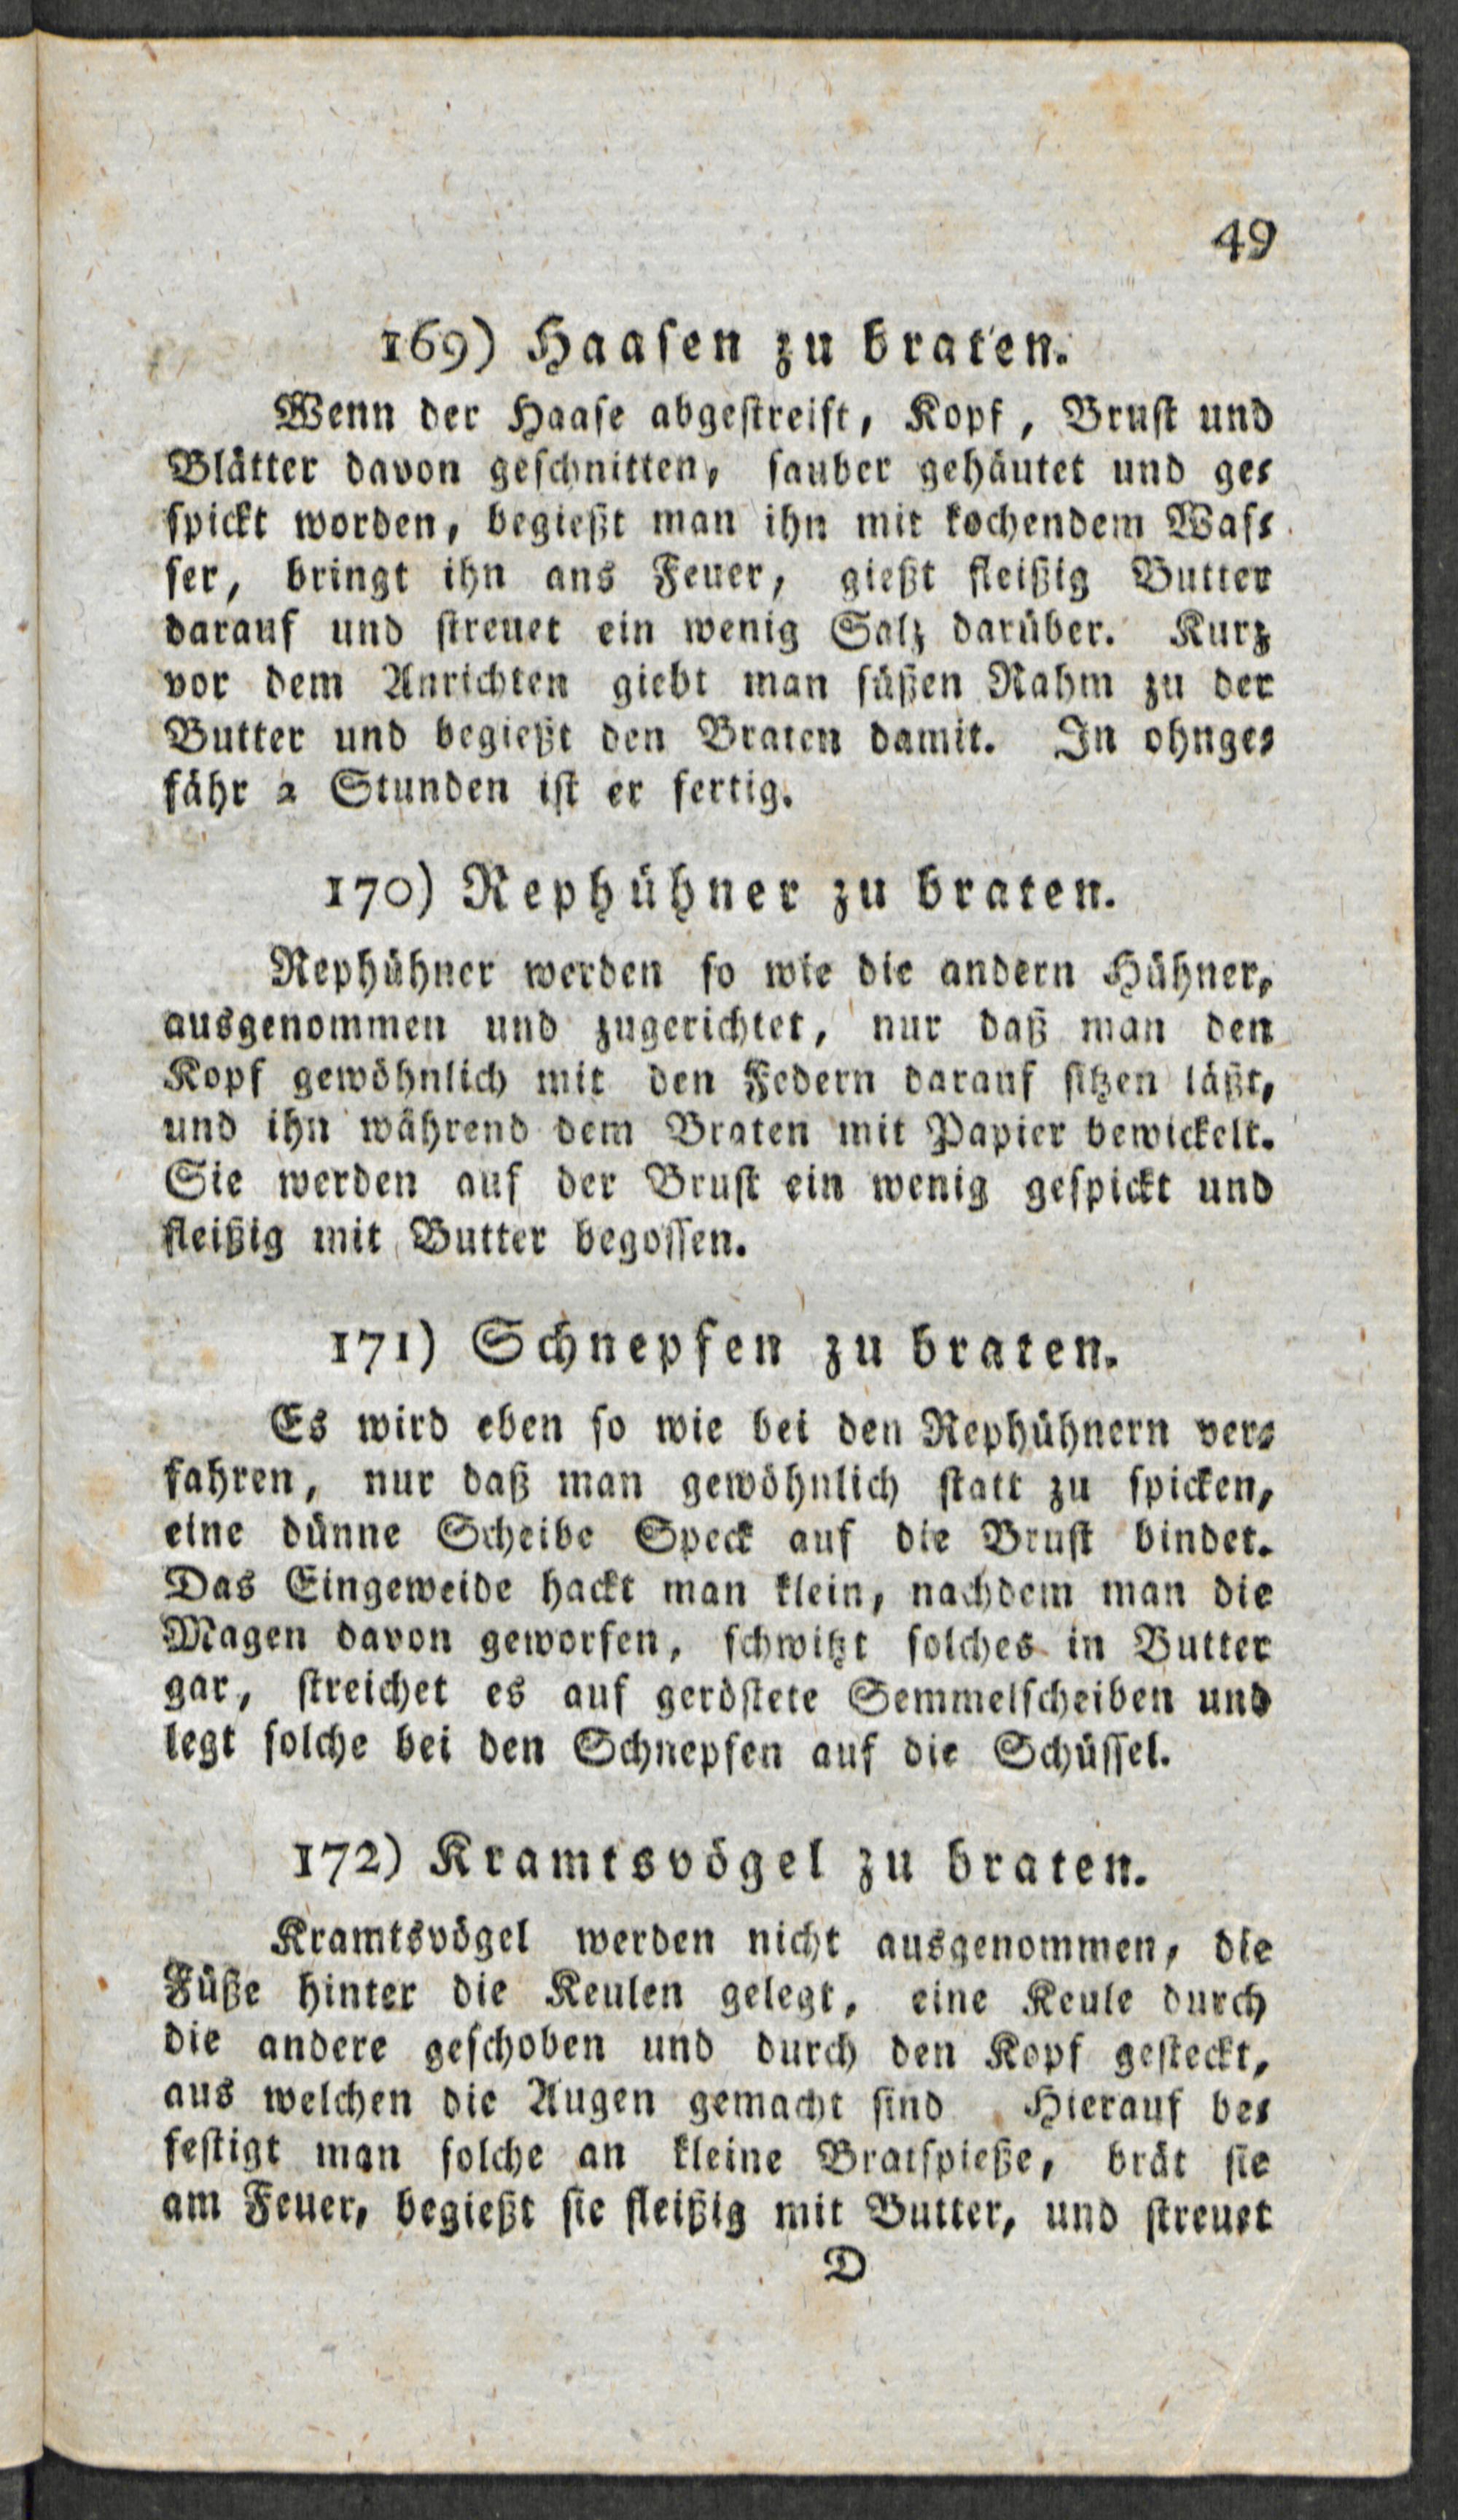 49
169) Haasen zu braten.
Wenn der Haase abgestreift, Kopf, Brust und
Blätter davon geschnitten, sauber gehäutet und ge-
spickt worden, begießt man ihn mit kochendem Was-
ser, bringt ihn ans Feuer, gießt fleißig Butter
darauf und streuet ein wenig Salz darüber. Kurz
vor dem Anrichten giebt man süßen Rahm zu der
Butter und begießt den Braten damit. In ohnge-
fähr 2 Stunden ist er fertig.
170) Rephühner zu braten.
Rephühner werden so wie die andern Hühner,
ausgenommen und zugerichtet, nur daß man den
Kopf gewöhnlich mit den Federn darauf sitzen läßt,
und ihn während dem Braten mit Papier bewickelt.
Sie werden auf der Brust ein wenig gespickt und
fleißig mit Butter begossen.
171) Schnepfen zu braten.
Es wird eben so wie bei den Rephühnern ver-
fahren, nur daß man gewöhnlich statt zu spicken,
eine dünne Scheibe Speck auf die Brust bindet.
Das Eingeweide hackt man klein, nachdem man die
Magen davon geworfen, schwitzt solches in Butter
gar, streichet es auf geröstete Semmelscheiben und
legt solche bei den Schnepfen auf die Schüssel.
172) Kramtsvögel zu braten.
Kramtsvögel werden nicht ausgenommen, die
Füße hinter die Keulen gelegt, eine Keule durch
die andere geschoben und durch den Kopf gesteckt,
aus welchen die Augen gemacht sind Hierauf be-
festigt man solche an kleine Bratspieße, brät sie
am Feuer, begießt sie fleißig mit Butter, und streuet
D